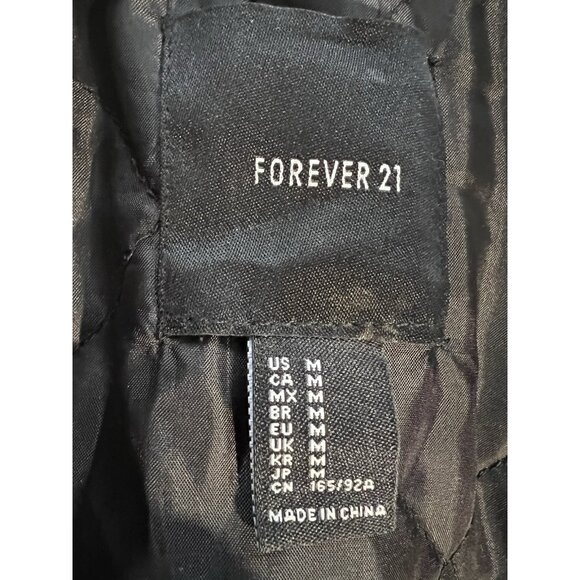 FOREVER 21
US M
CA M
MX M
BR M
EU M
UK M
KR M
JP M
CN 165/92A
MADE IN CHINA